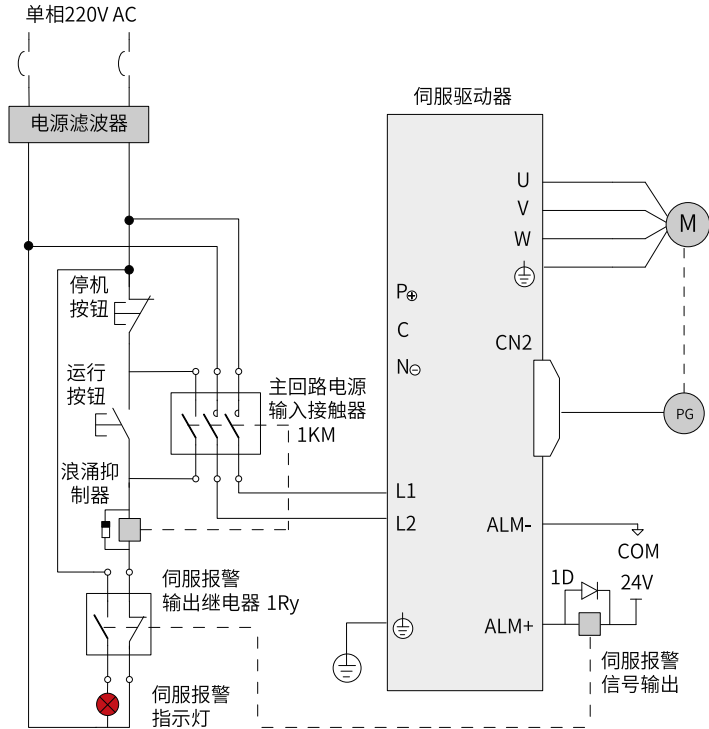 单相220V AC
电源滤波器
伺服驱动器
U
V
W
M
停机
按钮
P⊕
C
N⊖
CN2
PG
运行
按钮
主回路电源
输入接触器
1KM
浪涌抑
制器
L1
L2
ALM-
COM
伺服报警
输出继电器 1Ry
1D
24V
ALM+
伺服报警
信号输出
伺服报警
指示灯